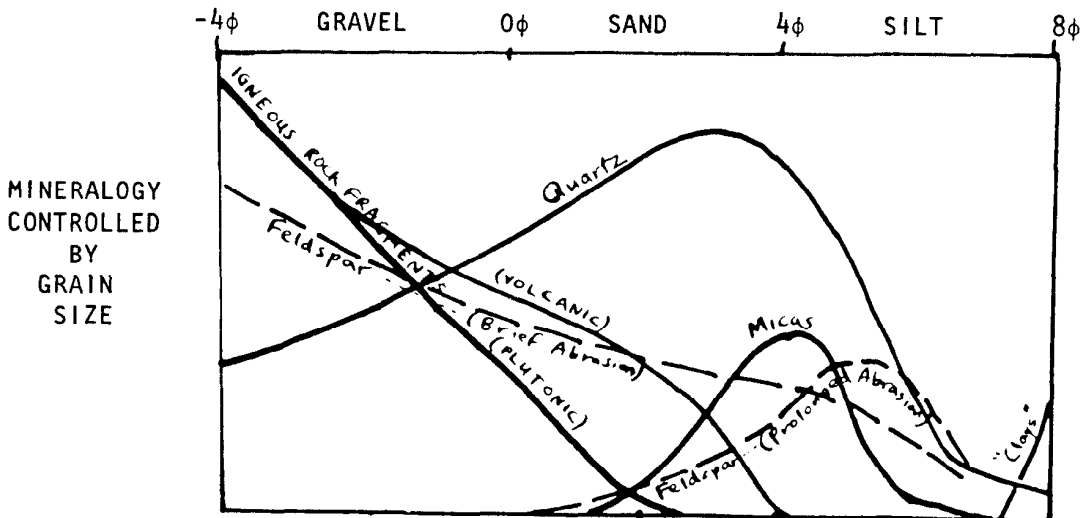 -4φ GRAVEL 0φ SAND 4φ SILT 8φ
MINERALOGY
CONTROLLED
BY
GRAIN
SIZE
IGNEOUS ROCK FRAGMENTS
Quartz
Feldspar
(VOLCANIC)
(Brief Abrasion)
(PLUTONIC)
Micas
Feldspar (Prolonged Abrasion)
"Clays"